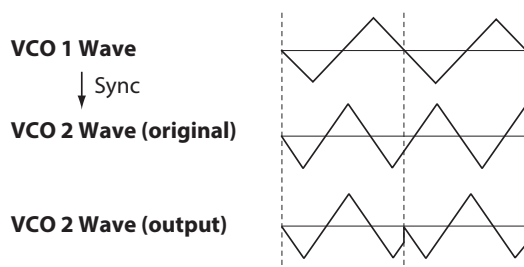 VCO 1 Wave
Sync
VCO 2 Wave (original)
VCO 2 Wave (output)